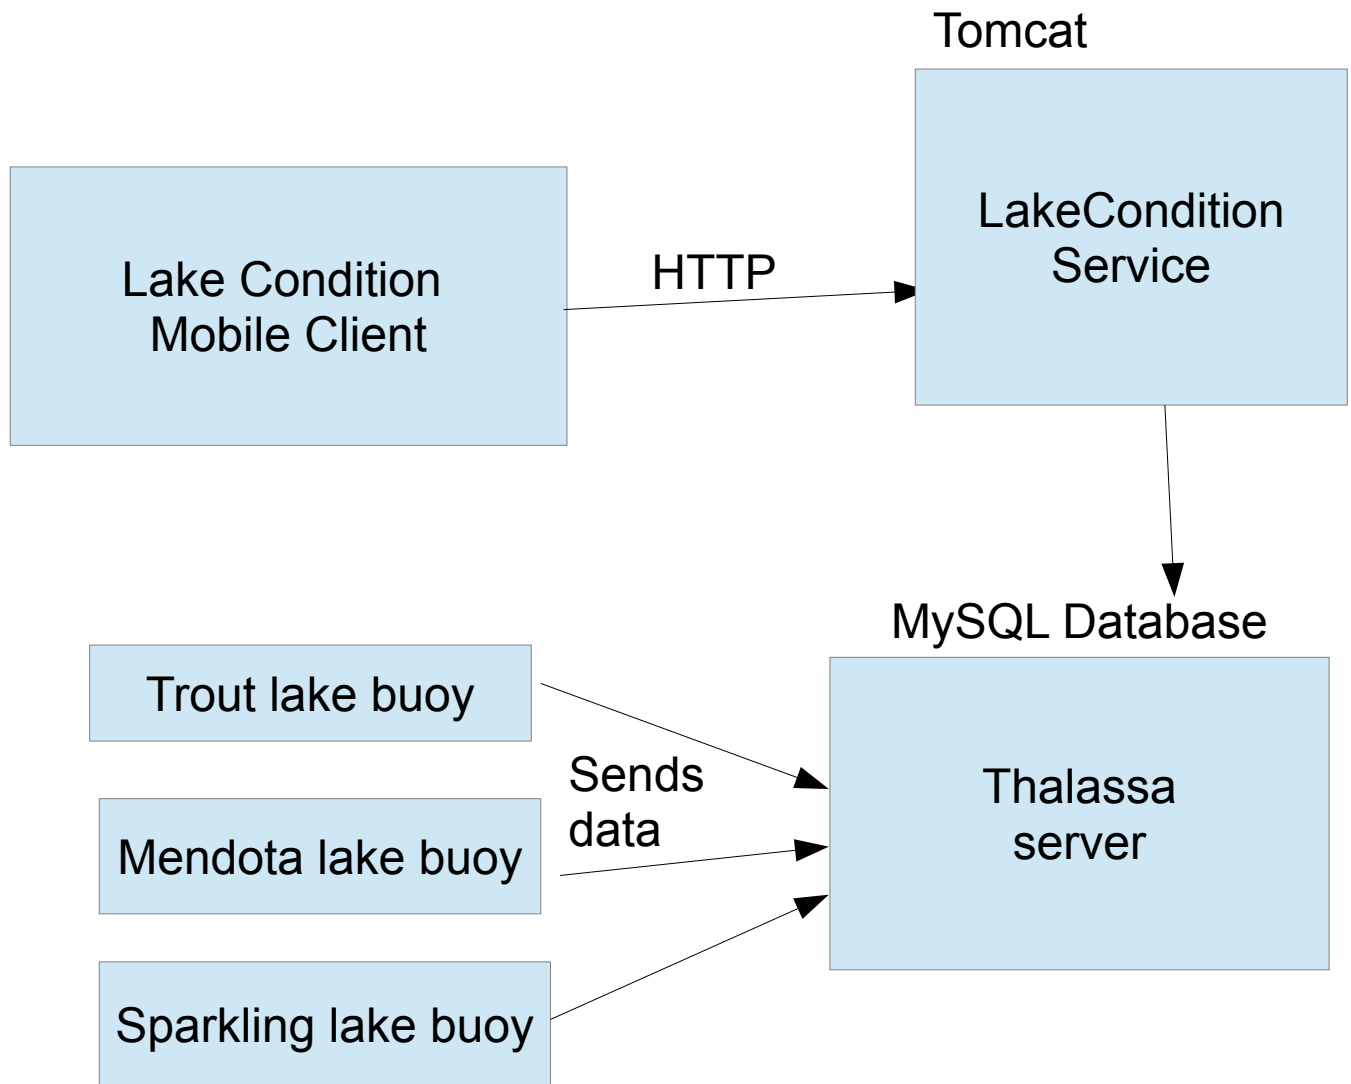 Tomcat
LakeCondition
Service
Lake Condition
Mobile Client
HTTP
MySQL Database
Thalassa
server
Trout lake buoy
Sends
data
Mendota lake buoy
Sparkling lake buoy